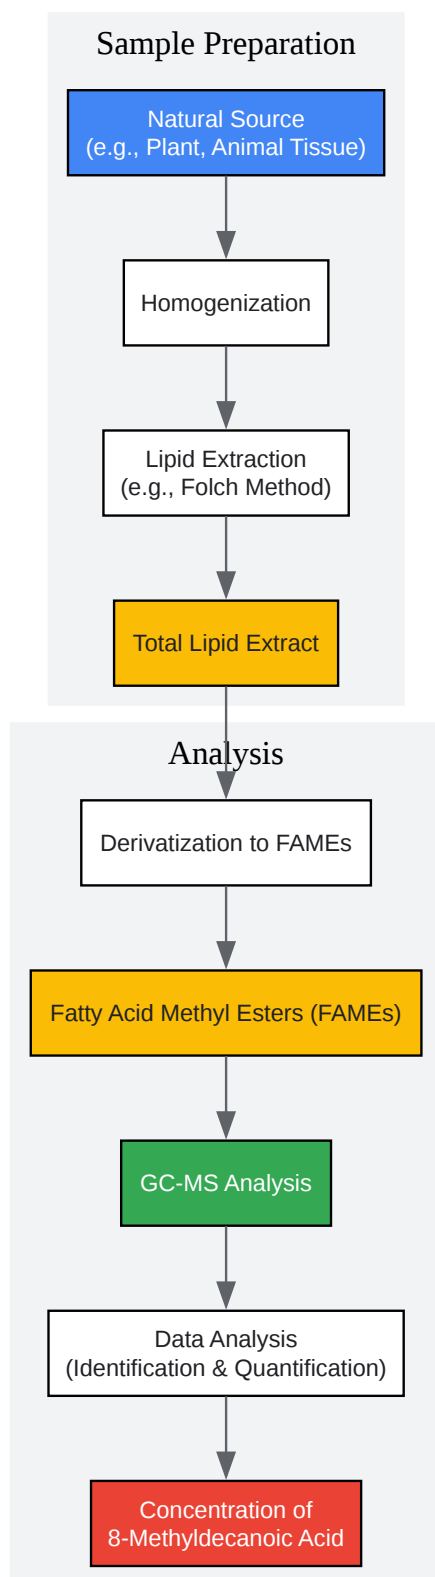 Sample Preparation
Natural Source
(e.g., Plant, Animal Tissue)
Homogenization
Lipid Extraction
(e.g., Folch Method)
Total Lipid Extract
Analysis
Derivatization to FAMEs
Fatty Acid Methyl Esters (FAMEs)
GC-MS Analysis
Data Analysis
(Identification & Quantification)
Concentration of
8-Methyldecanoic Acid